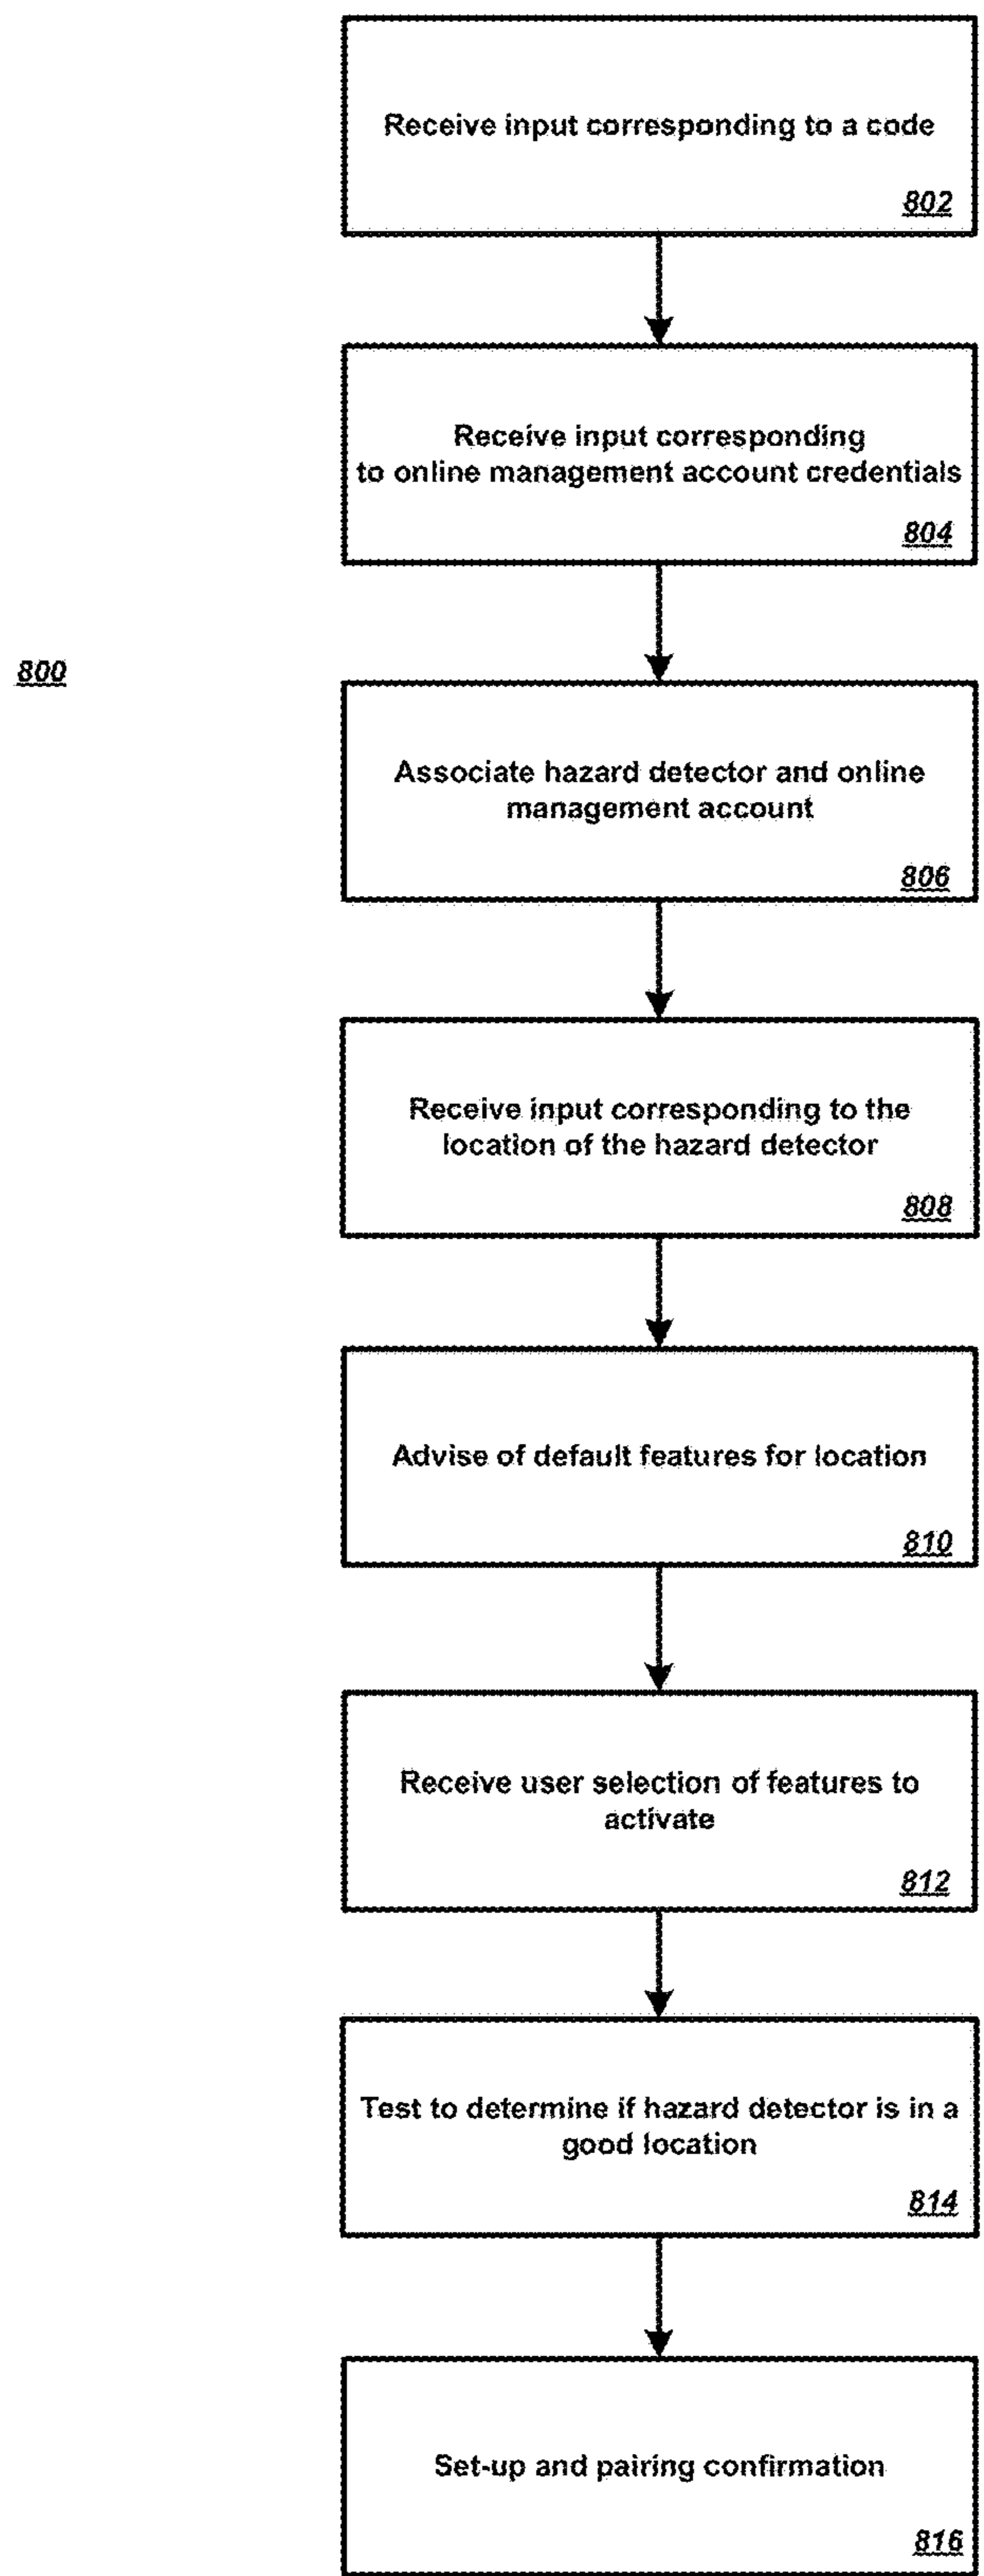 Receive input corresponding to a code
802
Receive input corresponding
to online management account credentials
804
800
Associate hazard detector and online
management account
806
Receive input corresponding to the
location of the hazard detector
808
Advise of default features for location
810
Receive user selection of features to
activate
812
Test to determine if hazard detector is in a
good location
814
Set-up and pairing confirmation
816